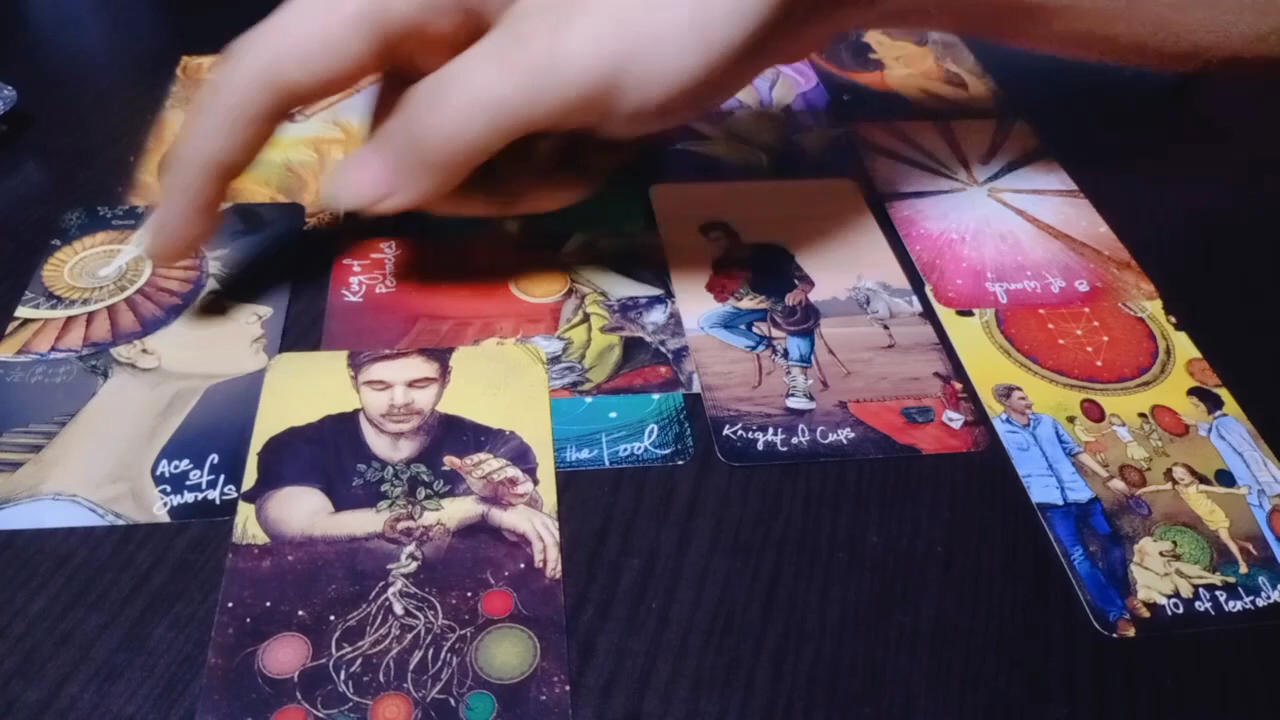 King of
Pentacles
8 of Wands
Ace
of
Swords
the Fool
Knight of Cups
10 of Pentacles